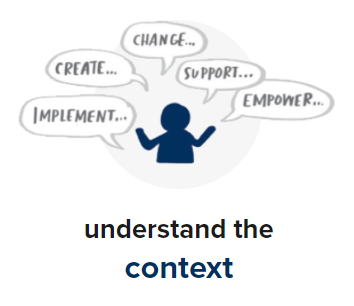 IMPLEMENT...
CREATE...
CHANGE...
SUPPORT...
EMPOWER...
understand the
context